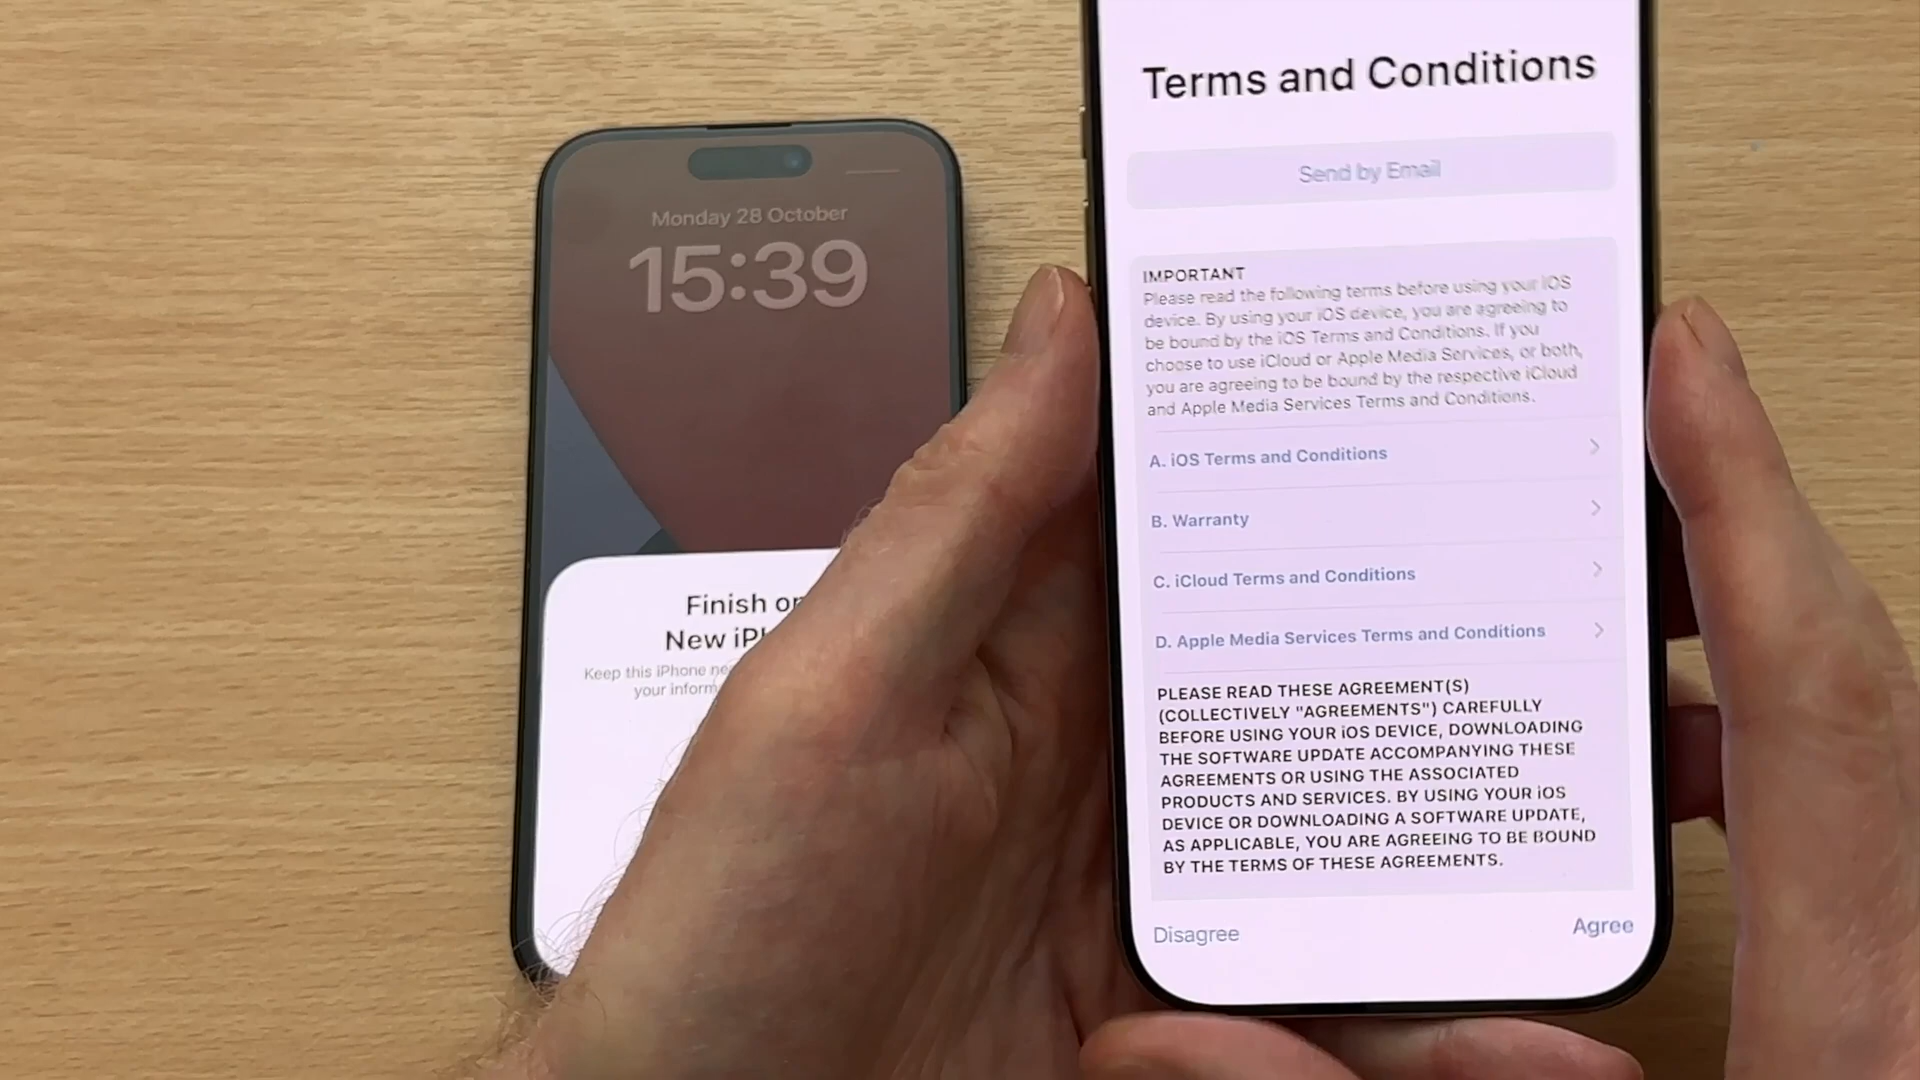 Monday 28 October
15:39
Finish
New
Keep this iPhone
your
Terms and Conditions
Send by Email
IMPORTANT
Please read the following terms before using your iOS
device. By using your iOS device, you are agreeing to
be bound by the iOS Terms and Conditions. If you
choose to use iCloud or Apple Media Services, or both,
you are agreeing to be bound by the respective iCloud
and Apple Media Services Terms and Conditions.
A. iOS Terms and Conditions
B. Warranty
C. iCloud Terms and Conditions
D. Apple Media Services Terms and Conditions
PLEASE READ THESE AGREEMENT(S)
(COLLECTIVELY "AGREEMENTS") CAREFULLY
BEFORE USING YOUR iOS DEVICE, DOWNLOADING
THE SOFTWARE UPDATE ACCOMPANYING THESE
AGREEMENTS OR USING THE ASSOCIATED
PRODUCTS AND SERVICES. BY USING YOUR iOS
DEVICE OR DOWNLOADING A SOFTWARE UPDATE,
AS APPLICABLE, YOU ARE AGREEING TO BE BOUND
BY THE TERMS OF THESE AGREEMENTS.
Disagree
Agree